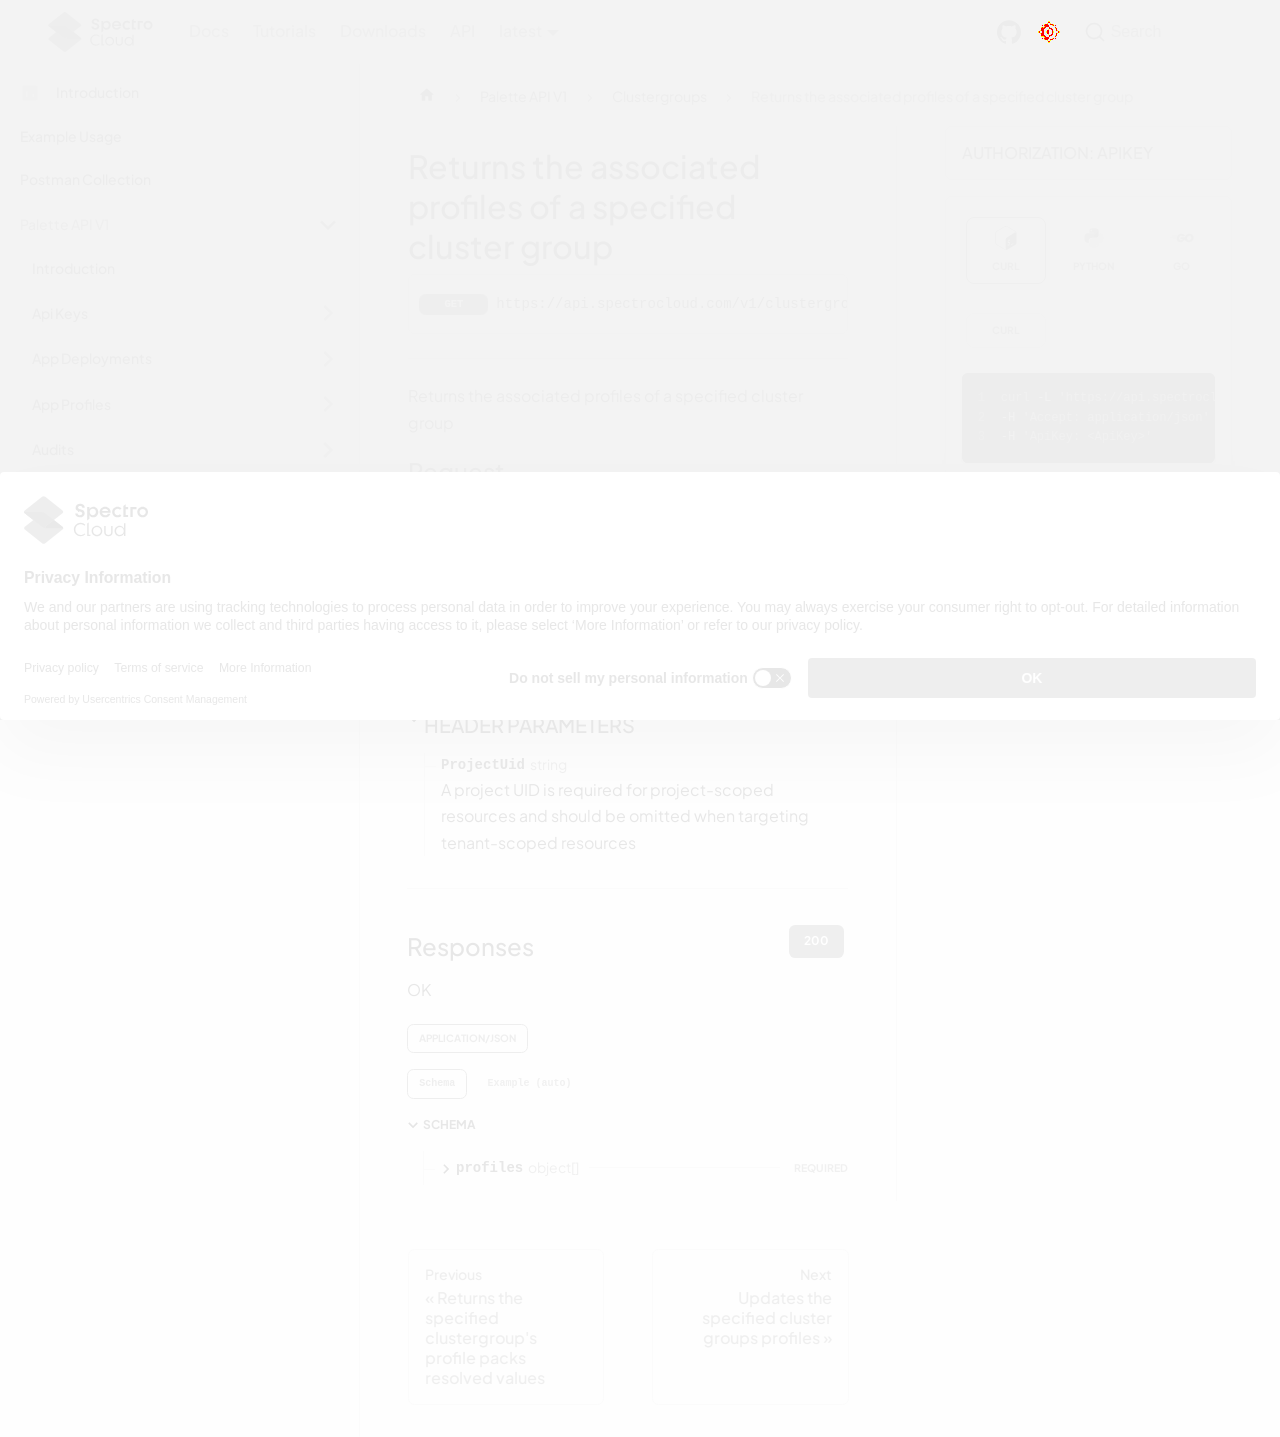 Spectro
Cloud
Docs Tutorials Downloads API latest
Search
Introduction
Example Usage
Postman Collection
Palette API V1
Introduction
Api Keys
App Deployments
App Profiles
Audits
Palette API V1
Clustergroups
Returns the associated profiles of a specified cluster group
Returns the associated
profiles of a specified
cluster group
GET https://api.spectrocloud.com/v1/clustergr
Returns the associated profiles of a specified cluster
group
Request
AUTHORIZATION: APIKEY
CURL PYTHON GO
CURL
Spectro
Cloud
Privacy Information
We and our partners are using tracking technologies to process personal data in order to improve your experience. You may always exercise your consumer right to opt-out. For detailed information
about personal information we collect and third parties having access to it, please select ‘More Information’ or refer to our privacy policy.
Privacy policy Terms of service More Information
Powered by Usercentrics Consent Management
Do not sell my personal information
OK
HEADER PARAMETERS
ProjectUid string
A project UID is required for project-scoped
resources and should be omitted when targeting
tenant-scoped resources
Responses
200
OK
APPLICATION/JSON
Schema Example (auto)
SCHEMA
profiles object[] REQUIRED
Previous
« Returns the
specified
clustergroup's
profile packs
resolved values
Next
Updates the
specified cluster
groups profiles »